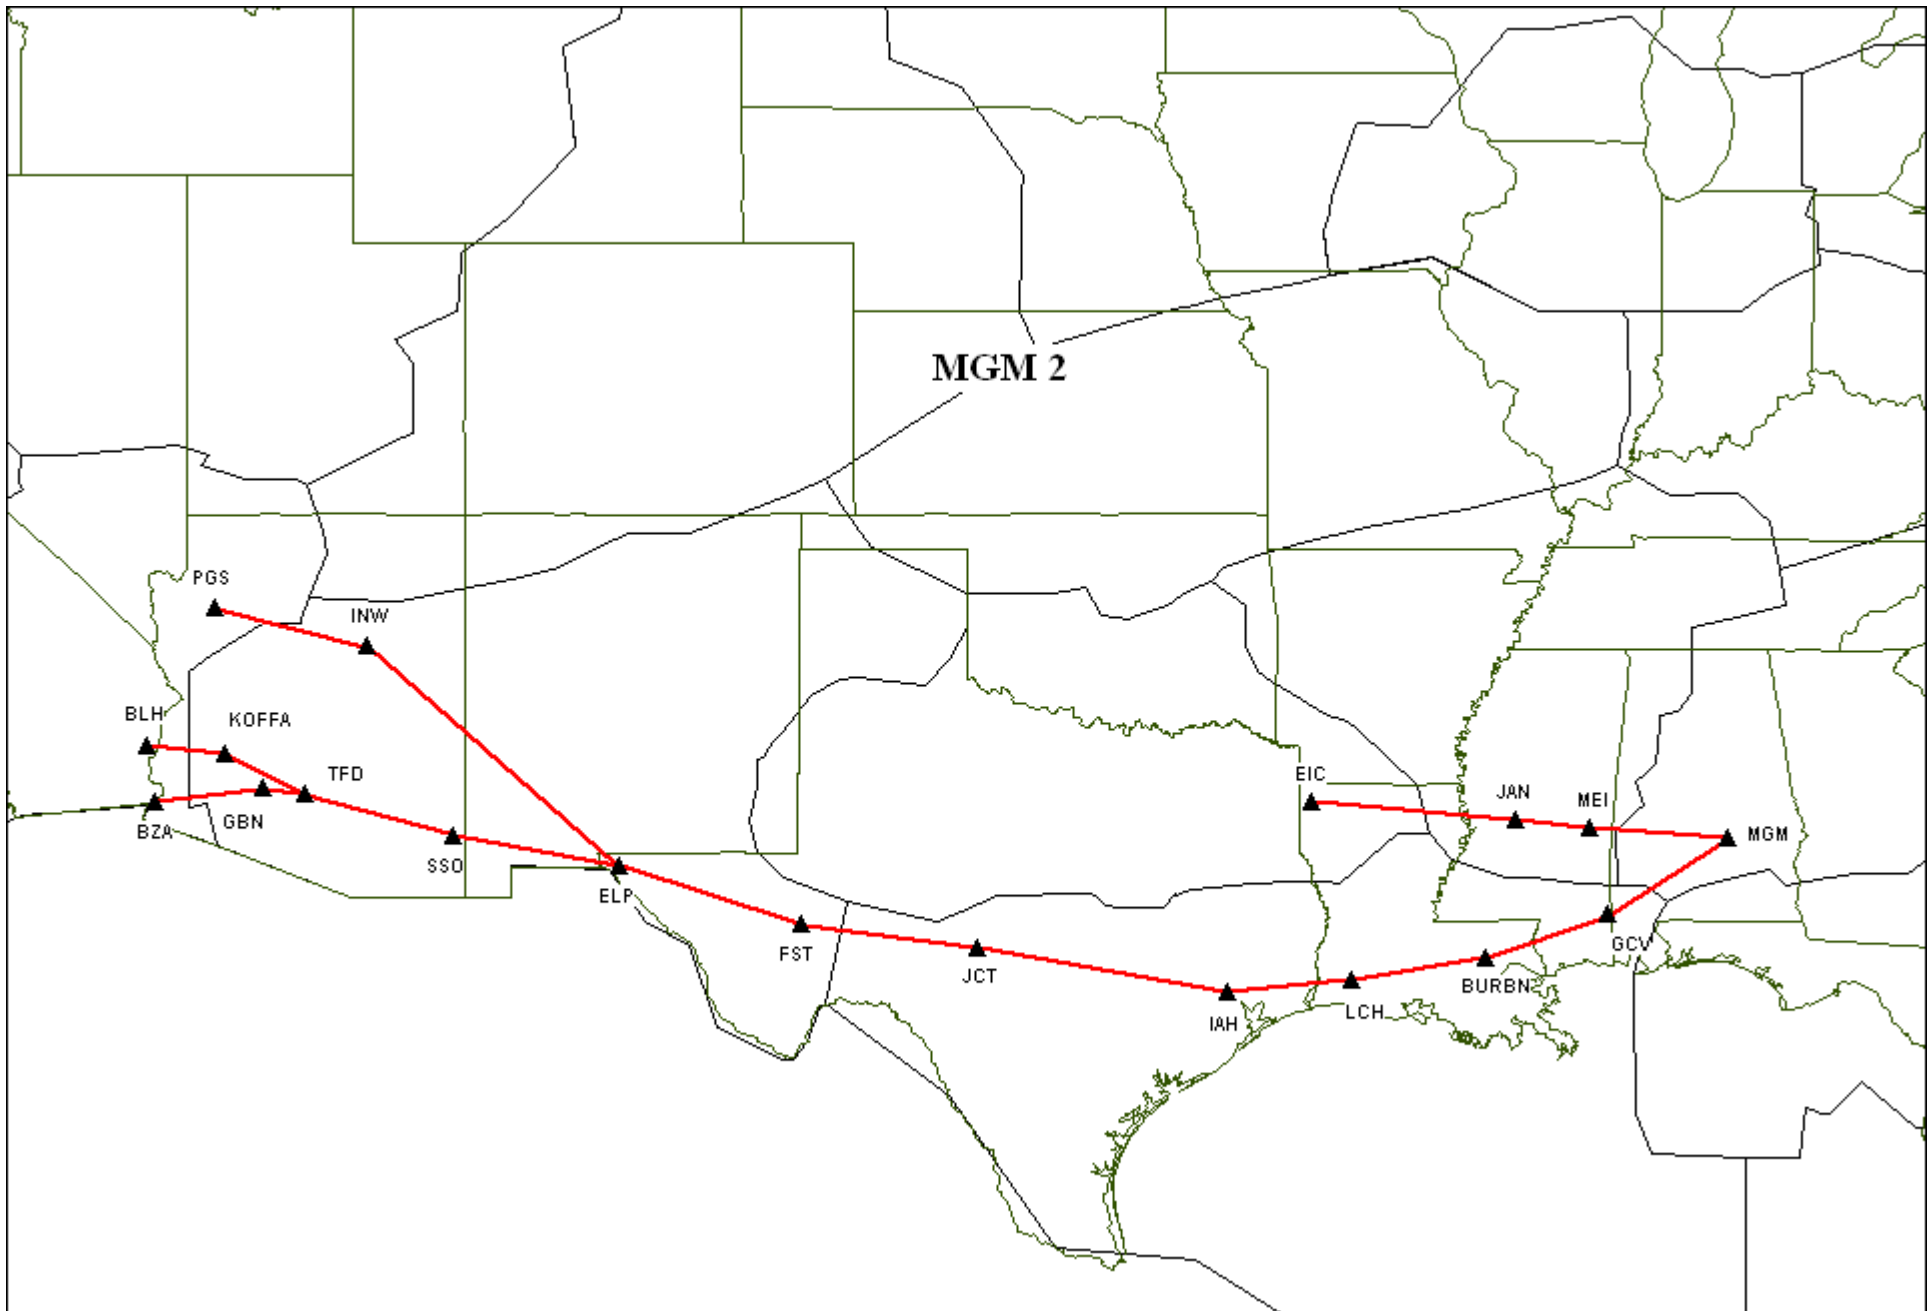 MGM 2
PGS
INW
BLH
KOFFA
TFD
BZA
GBN
SSO
ELP
FST
JCT
IAH
LCH
BURBN
GCV
EIC
JAN
MEI
MGM